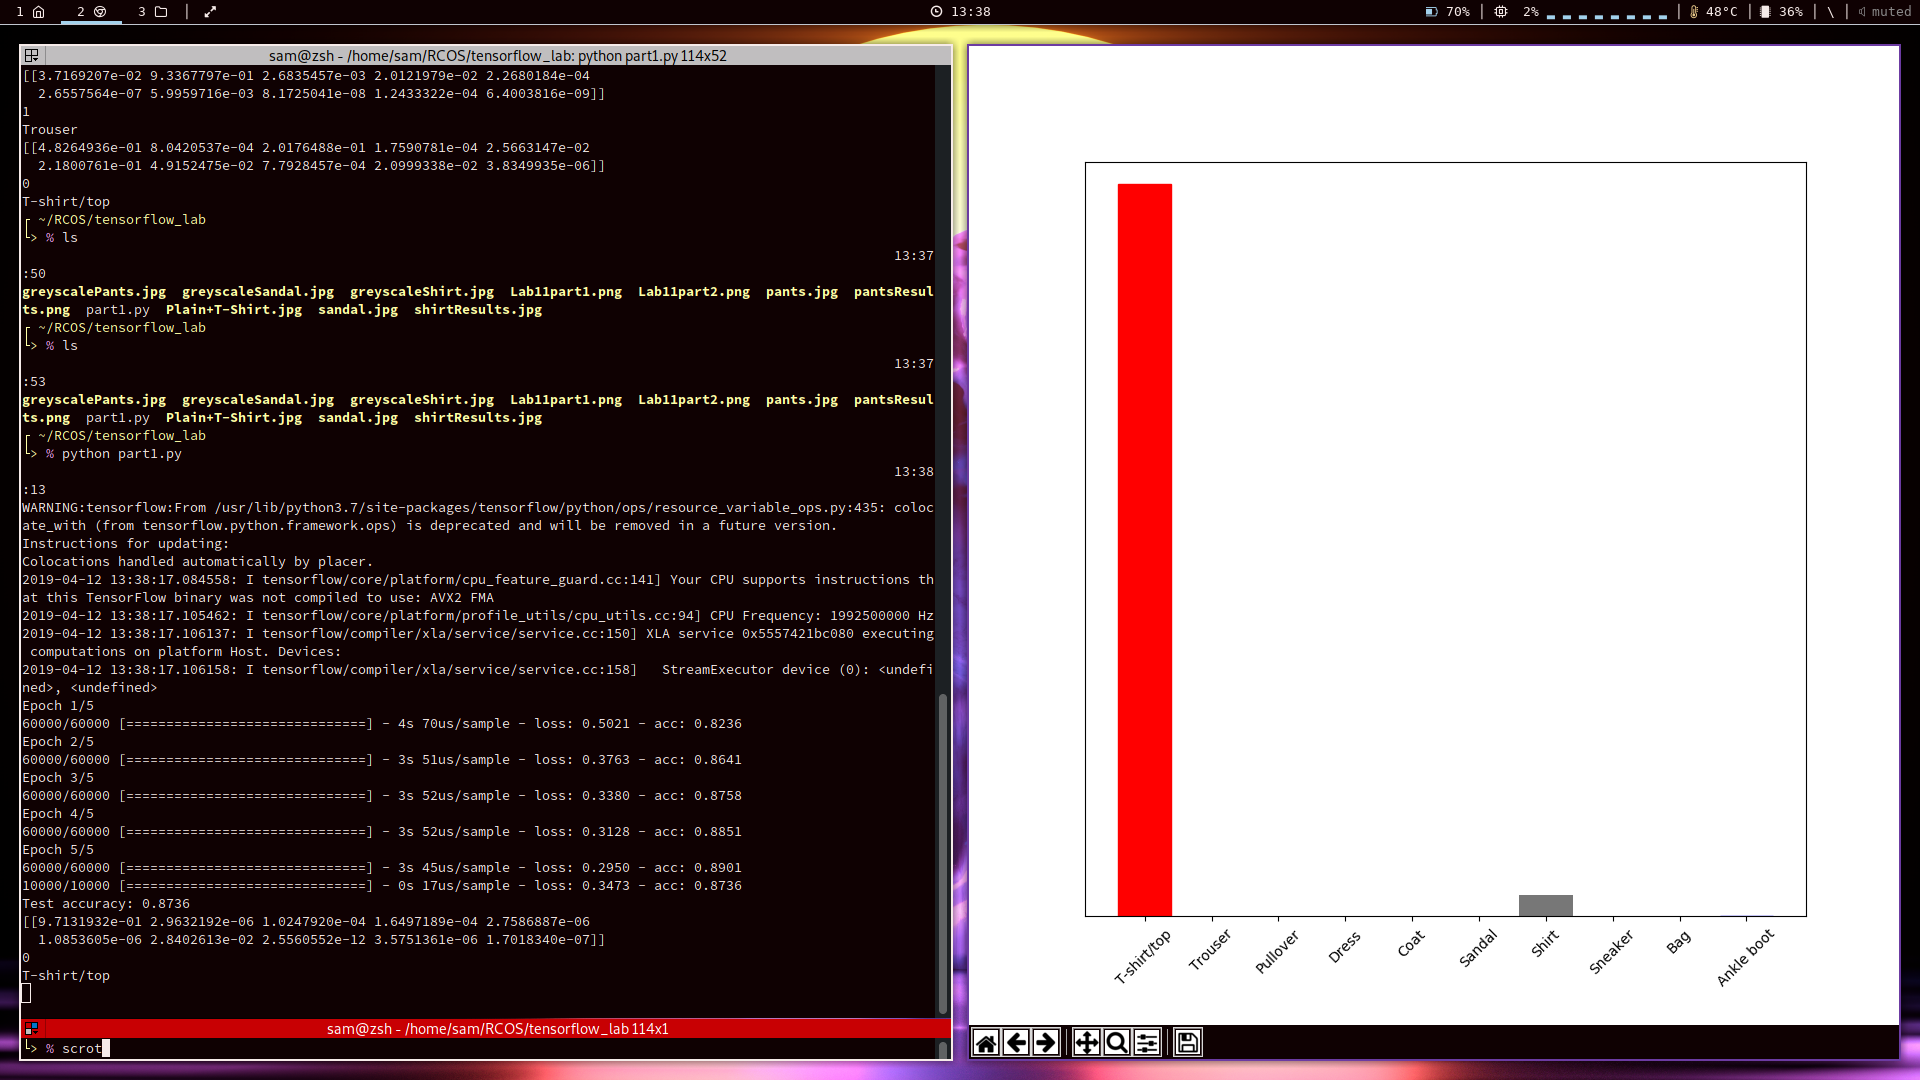 1 2 3 13:38 70% 2% 48°C 36% \ muted
sam@zsh - /home/sam/RCOS/tensorflow_lab: python part1.py 114x52
[[3.7169207e-02 9.3367797e-01 2.6835457e-03 2.0121979e-02 2.2680184e-04
2.6557564e-07 5.9959716e-03 8.1725041e-08 1.2433322e-04 6.4003816e-09]]
1
Trouser
[[4.8264936e-01 8.0420537e-04 2.0176488e-01 1.7590781e-04 2.5663147e-02
2.1800761e-01 4.9152475e-02 7.7928457e-04 2.0999338e-02 3.8349935e-06]]
0
T-shirt/top
┌ ~/RCOS/tensorflow_lab
└> % ls
13:37
:50
greyscalePants.jpg greyscaleSandal.jpg greyscaleShirt.jpg Lab11part1.png Lab11part2.png pants.jpg pantsResul
ts.png part1.py Plain+T-Shirt.jpg sandal.jpg shirtResults.jpg
┌ ~/RCOS/tensorflow_lab
└> % ls
13:37
:53
greyscalePants.jpg greyscaleSandal.jpg greyscaleShirt.jpg Lab11part1.png Lab11part2.png pants.jpg pantsResul
ts.png part1.py Plain+T-Shirt.jpg sandal.jpg shirtResults.jpg
┌ ~/RCOS/tensorflow_lab
└> % python part1.py
13:38
:13
WARNING:tensorflow:From /usr/lib/python3.7/site-packages/tensorflow/python/ops/resource_variable_ops.py:435: coloc
ate_with (from tensorflow.python.framework.ops) is deprecated and will be removed in a future version.
Instructions for updating:
Colocations handled automatically by placer.
2019-04-12 13:38:17.084558: I tensorflow/core/platform/cpu_feature_guard.cc:141] Your CPU supports instructions th
at this TensorFlow binary was not compiled to use: AVX2 FMA
2019-04-12 13:38:17.105462: I tensorflow/core/platform/profile_utils/cpu_utils.cc:94] CPU Frequency: 1992500000 Hz
2019-04-12 13:38:17.106137: I tensorflow/compiler/xla/service/service.cc:150] XLA service 0x5557421bc080 executing
computations on platform Host. Devices:
2019-04-12 13:38:17.106158: I tensorflow/compiler/xla/service/service.cc:158] StreamExecutor device (0): <undefi
ned>, <undefined>
Epoch 1/5
60000/60000 [==============================] - 4s 70us/sample - loss: 0.5021 - acc: 0.8236
Epoch 2/5
60000/60000 [==============================] - 3s 51us/sample - loss: 0.3763 - acc: 0.8641
Epoch 3/5
60000/60000 [==============================] - 3s 52us/sample - loss: 0.3380 - acc: 0.8758
Epoch 4/5
60000/60000 [==============================] - 3s 52us/sample - loss: 0.3128 - acc: 0.8851
Epoch 5/5
60000/60000 [==============================] - 3s 45us/sample - loss: 0.2950 - acc: 0.8901
10000/10000 [==============================] - 0s 17us/sample - loss: 0.3473 - acc: 0.8736
Test accuracy: 0.8736
[[9.7131932e-01 2.9632192e-06 1.0247920e-04 1.6497189e-04 2.7586887e-06
1.0853605e-06 2.8402613e-02 2.5560552e-12 3.5751361e-06 1.7018340e-07]]
0
T-shirt/top
sam@zsh - /home/sam/RCOS/tensorflow_lab 114x1
└> % scrot
T-shirt/top
Trouser
Pullover
Dress
Coat
Sandal
Shirt
Sneaker
Bag
Ankle boot